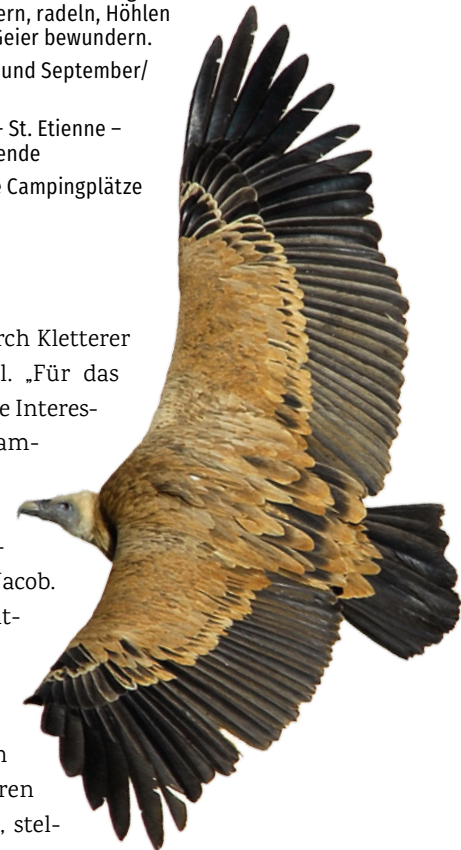 ern, radeln, Höhlen
Geier bewundern.
und September/
St. Etienne –
ende
Campingplätze
rch Kletterer
l. „Für das
e Interes-
am-
-
Jacob.
t-
n
ren
, stel-